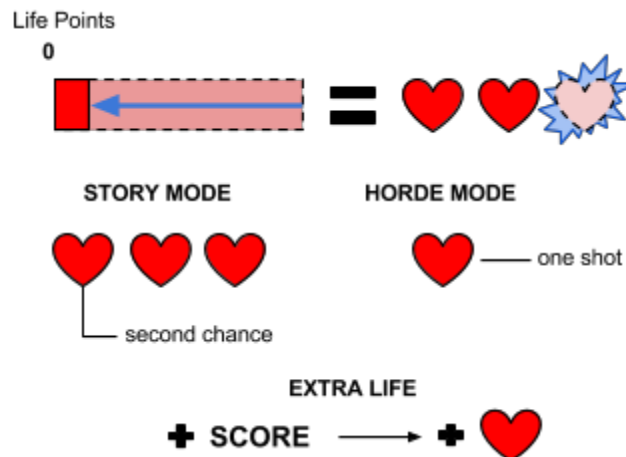 Life Points
0
STORY MODE
HORDE MODE
one shot
second chance
EXTRA LIFE
+ SCORE → +